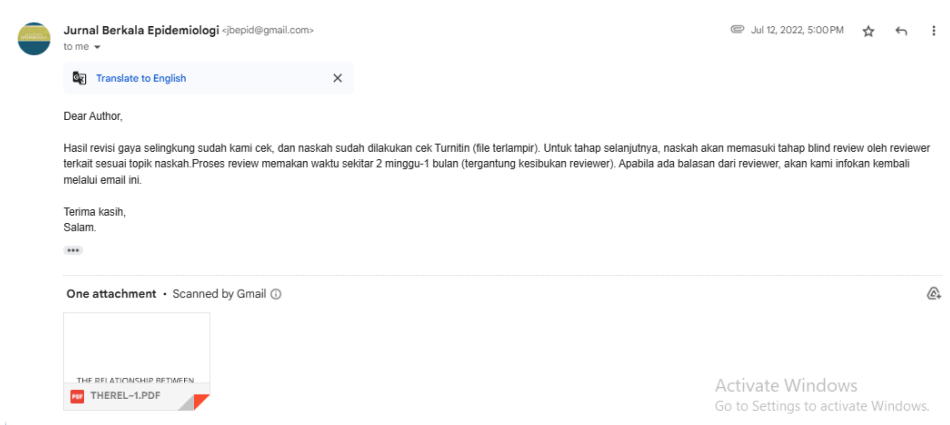 Jurnal Berkala Epidemiologi <jbepid@gmail.com>
Jul 12, 2022, 5:00 PM
to me
Translate to English
Dear Author,
Hasil revisi gaya selingkung sudah kami cek, dan naskah sudah dilakukan cek Turnitin (file terlampir). Untuk tahap selanjutnya, naskah akan memasuki tahap blind review oleh reviewer
terkait sesuai topik naskah.Proses review memakan waktu sekitar 2 minggu-1 bulan (tergantung kesibukan reviewer). Apabila ada balasan dari reviewer, akan kami infokan kembali
melalui email ini.
Terima kasih,
Salam.
One attachment • Scanned by Gmail
THE RELATIONSHIP BETWEEN
PDF THEREL~1.PDF
Activate Windows
Go to Settings to activate Windows.